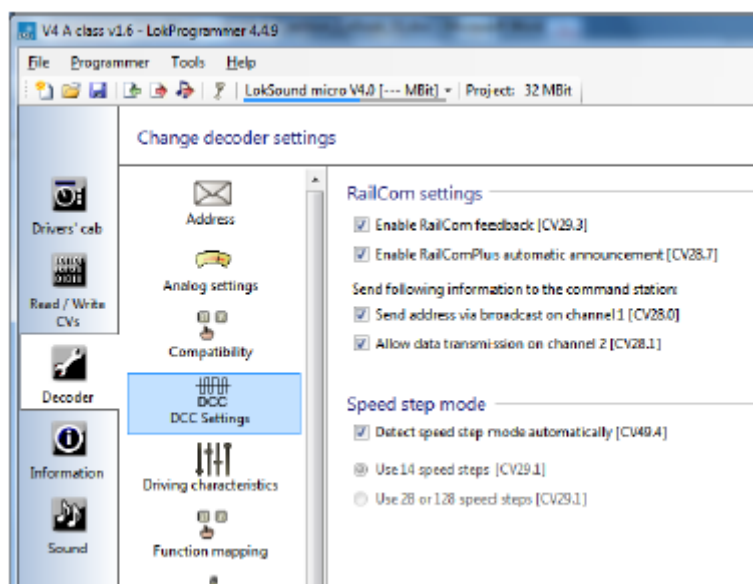 V4 A class v1.6 - LokProgrammer 4.4.9
File Programmer Tools Help
LokSound micro V4.0 [--- MBit] Project: 32 MBit
Change decoder settings
Drivers' cab
Read / Write
CVs
Decoder
Information
Sound
Address
Analog settings
Compatibility
DCC
DCC Settings
Driving characteristics
Function mapping
RailCom settings
Enable RailCom feedback [CV29.3]
Enable RailComPlus automatic announcement [CV28.7]
Send following information to the command station:
Send address via broadcast on channel 1 [CV28.0]
Allow data transmission on channel 2 [CV28.1]
Speed step mode
Detect speed step mode automatically [CV49.4]
Use 14 speed steps [CV29.1]
Use 28 or 128 speed steps [CV29.1]